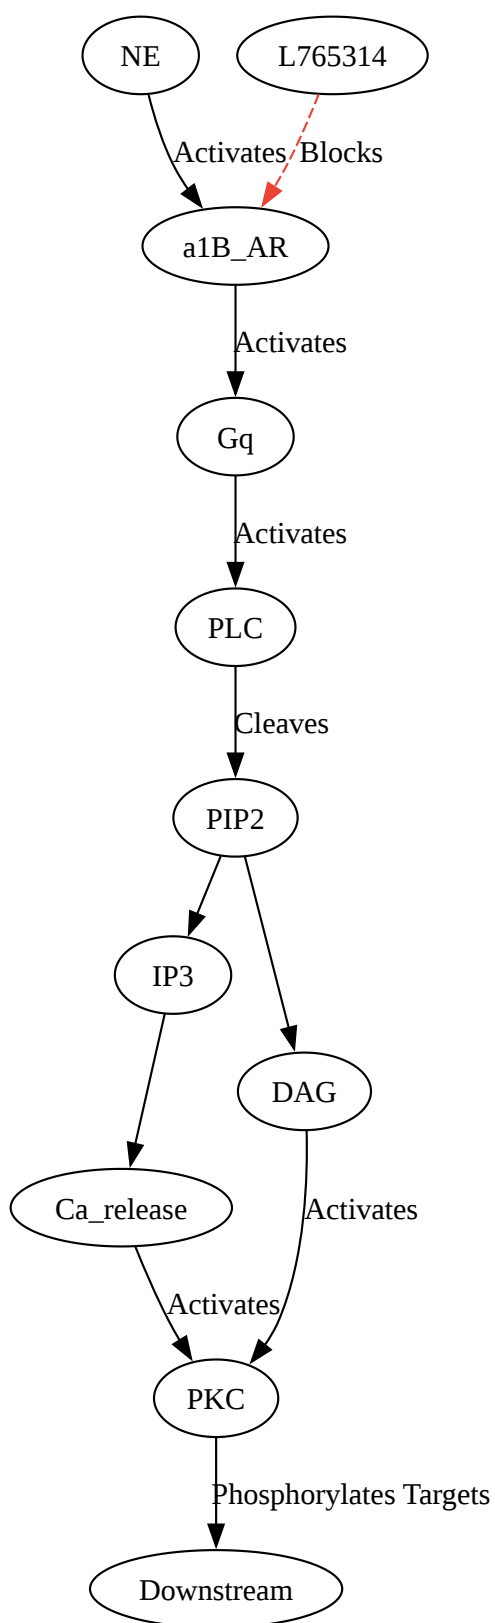 NE
L765314
Activates
Blocks
a1B_AR
Activates
Gq
Activates
PLC
Cleaves
PIP2
IP3
DAG
Ca_release
Activates
Activates
PKC
Phosphorylates Targets
Downstream